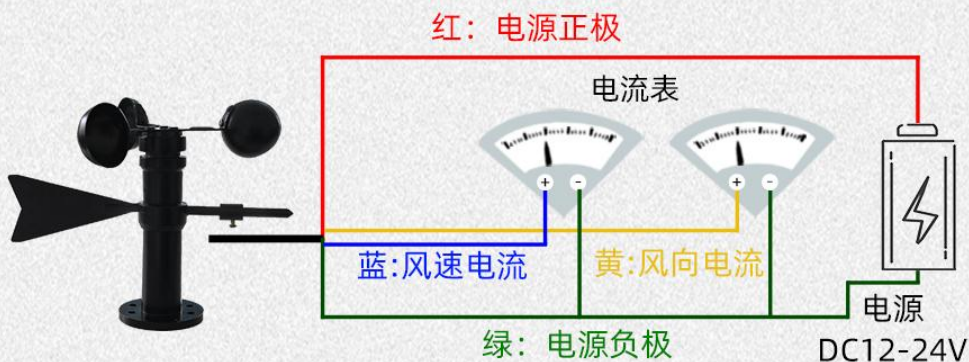 红：电源正极
电流表
+ - + -
蓝:风速电流 黄:风向电流
电源
绿：电源负极
DC12-24V